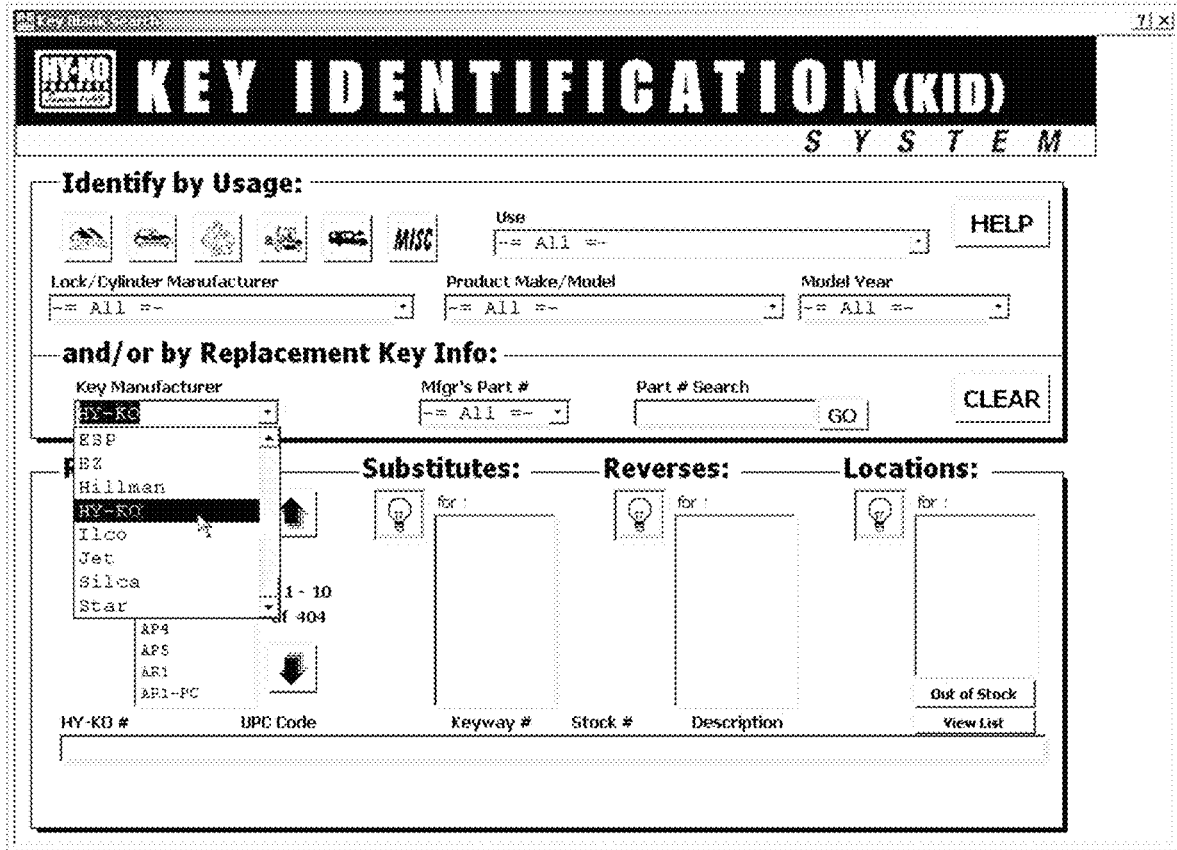 Key Blank Search
HY-KO
KEY IDENTIFICATION (KID)
SYSTEM
Identify by Usage:
MISC
Use
-= All =-
HELP
Lock/Cylinder Manufacturer
Product Make/Model
Model Year
-= All =-
-= All =-
-= All =-
and/or by Replacement Key Info:
Key Manufacturer
Mfgr's Part #
Part # Search
HY-KO
-= All =-
GO
CLEAR
ESP
EZ
Hillman
HY-KO
Ilco
Jet
Silca
Star
Substitutes:
Reverses:
Locations:
for :
for :
for :
1 - 10
of 404
AP4
AP5
AR1
AR1-PC
Out of Stock
View List
HY-KO #
UPC Code
Keyway #
Stock #
Description